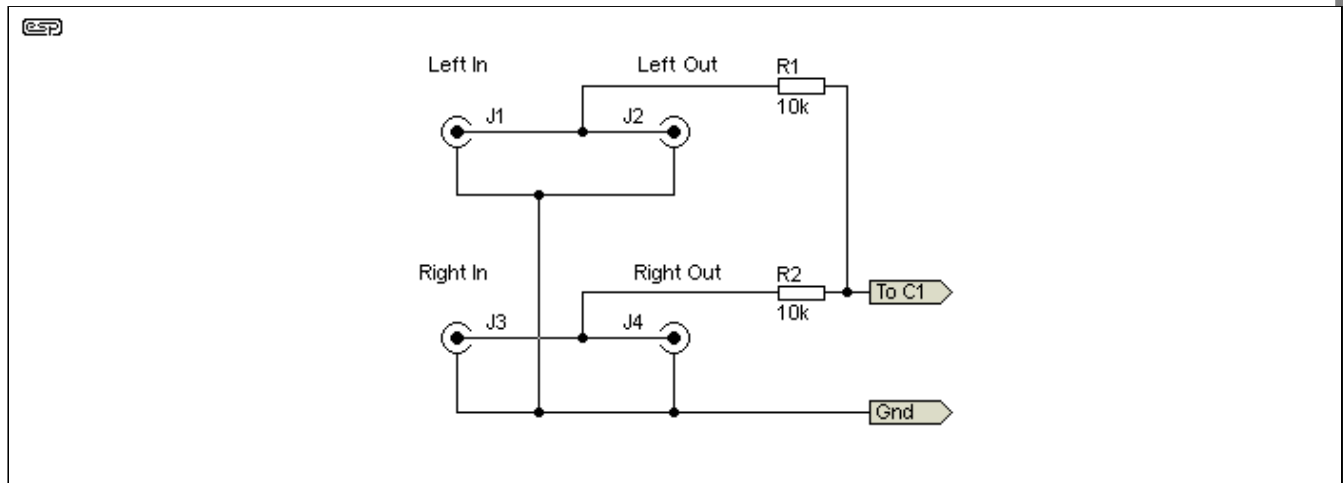 esp
Left In
Left Out
R1
10k
J1
J2
Right In
Right Out
R2
10k
To C1
J3
J4
Gnd